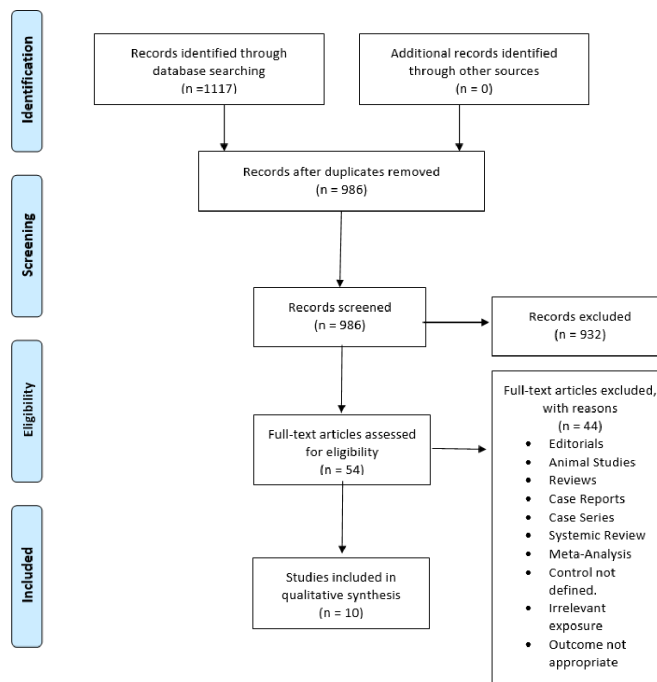 Identification
Records identified through
database searching
(n =1117)
Additional records identified
through other sources
(n = 0)
Records after duplicates removed
(n = 986)
Screening
Records screened
(n = 986)
Records excluded
(n = 932)
Eligibility
Full-text articles assessed
for eligibility
(n = 54)
Full-text articles excluded,
with reasons
(n = 44)
• Editorials
• Animal Studies
• Reviews
• Case Reports
• Case Series
• Systemic Review
• Meta-Analysis
• Control not
defined.
• Irrelevant
exposure
• Outcome not
appropriate
Included
Studies included in
qualitative synthesis
(n = 10)